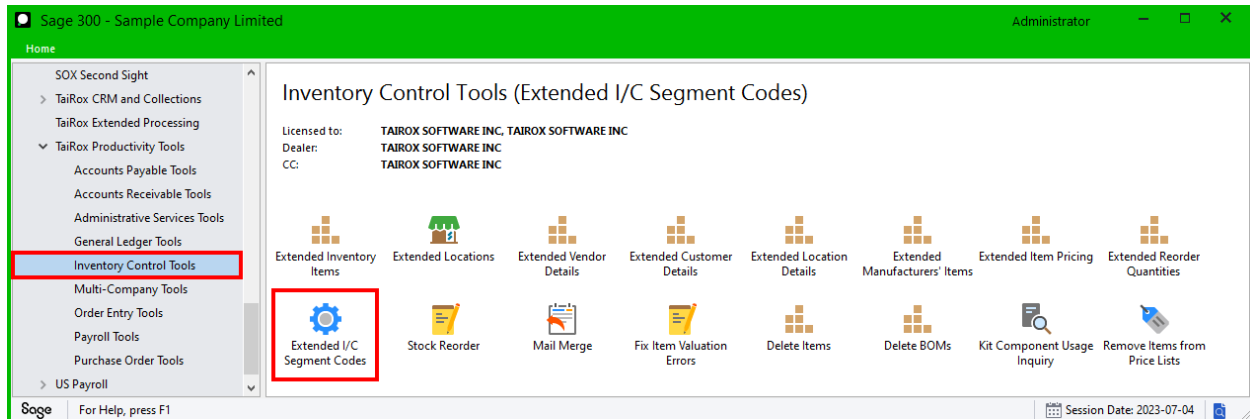 Sage 300 - Sample Company Limited
Administrator
Home
SOX Second Sight
TaiRox CRM and Collections
TaiRox Extended Processing
TaiRox Productivity Tools
Accounts Payable Tools
Accounts Receivable Tools
Administrative Services Tools
General Ledger Tools
Inventory Control Tools
Multi-Company Tools
Order Entry Tools
Payroll Tools
Purchase Order Tools
US Payroll
Inventory Control Tools (Extended I/C Segment Codes)
Licensed to: TAIROX SOFTWARE INC, TAIROX SOFTWARE INC
Dealer: TAIROX SOFTWARE INC
CC: TAIROX SOFTWARE INC
Extended Inventory
Items
Extended Locations
Extended Vendor
Details
Extended Customer
Details
Extended Location
Details
Extended
Manufacturers' Items
Extended Item Pricing
Extended Reorder
Quantities
Extended I/C
Segment Codes
Stock Reorder
Mail Merge
Fix Item Valuation
Errors
Delete Items
Delete BOMs
Kit Component Usage
Inquiry
Remove Items from
Price Lists
Sage
For Help, press F1
Session Date: 2023-07-04